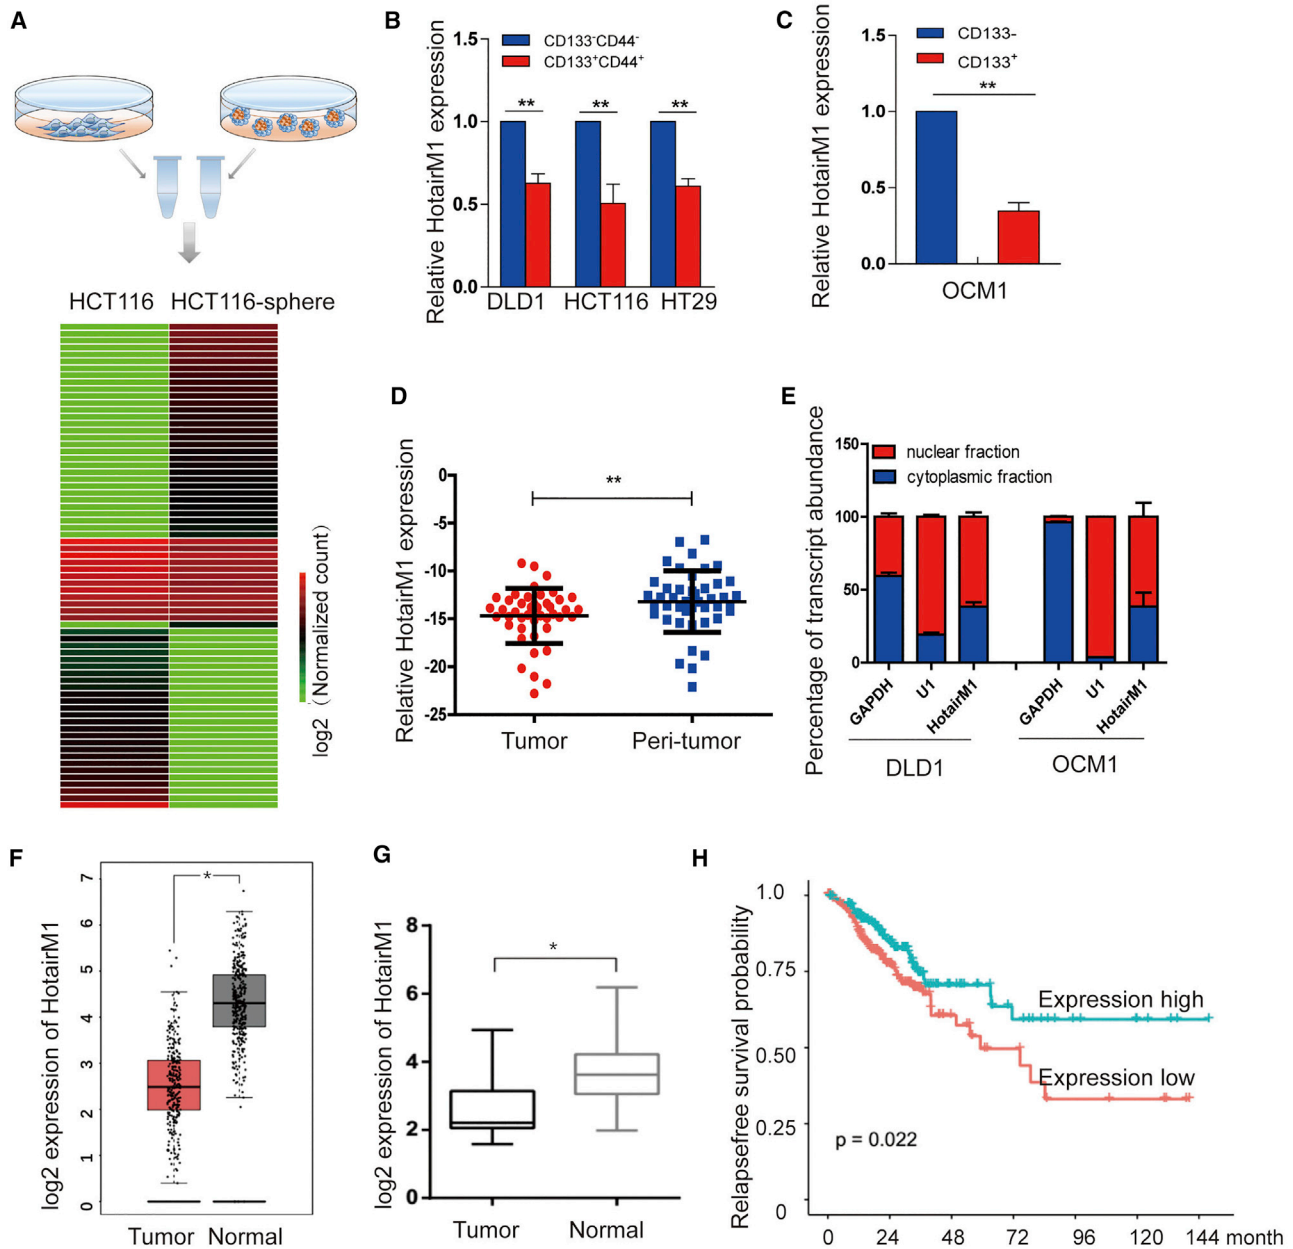 A
HCT116 HCT116-sphere
log2 (Normalized count)
B
CD133-CD44-
CD133+CD44+
Relative HotairM1 expression
1.5
1.0
0.5
0.0
** ** **
DLD1 HCT116 HT29
C
CD133-
CD133+
Relative HotairM1 expression
1.5
1.0
0.5
0.0
**
OCM1
D
Relative HotairM1 expression
0
-5
-10
-15
-20
-25
**
Tumor Peri-tumor
E
Percentage of transcript abundance
150
100
50
0
nuclear fraction
cytoplasmic fraction
GAPDH U1 HotairM1 GAPDH U1 HotairM1
DLD1 OCM1
F
log2 expression of HotairM1
7
6
5
4
3
2
1
0
*
Tumor Normal
G
log2 expression of HotairM1
8
6
4
2
0
*
Tumor Normal
H
Relapsefree survival probability
1.0
0.75
0.50
0.25
0
Expression high
Expression low
p = 0.022
0 24 48 72 96 120 144 month